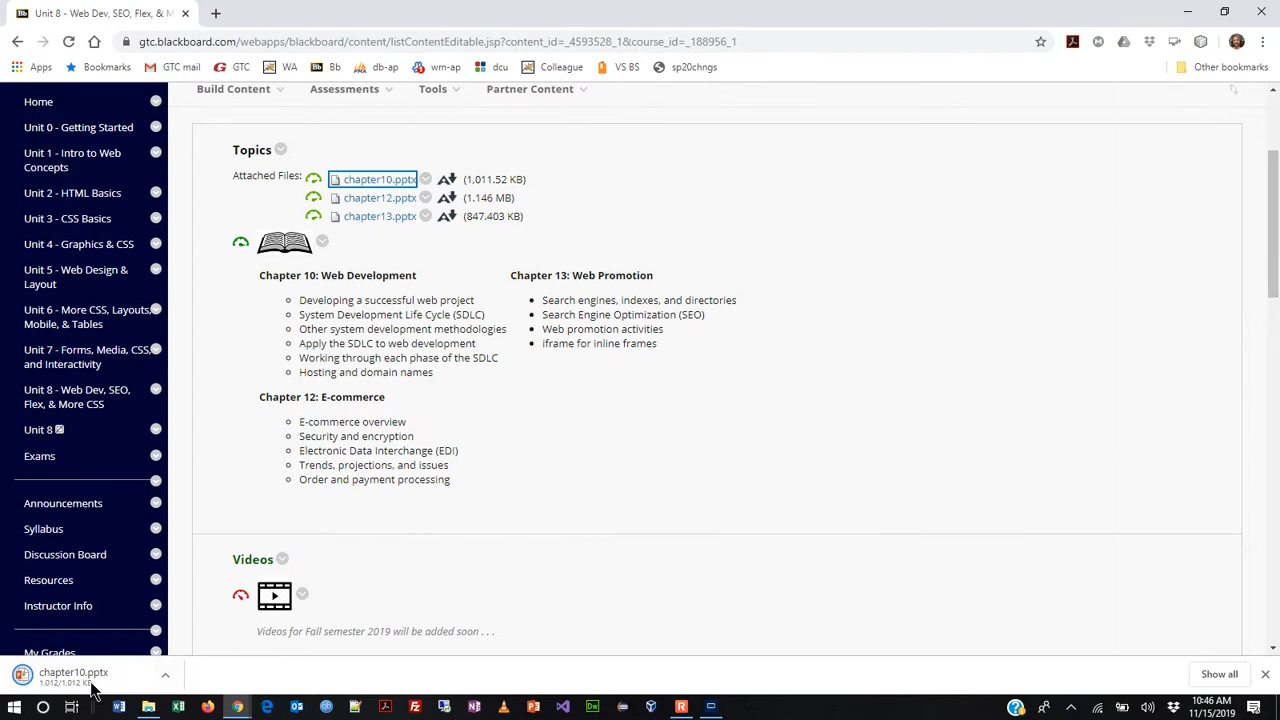 Unit 8 - Web Dev, SEO, Flex, & M
gtc.blackboard.com/webapps/blackboard/content/listContentEditable.jsp?content_id=_4593528_1&course_id=_188956_1
Apps Bookmarks GTC mail GTC WA Bb db-ap wm-ap dcu Colleague VS BS sp20chngs Other bookmarks
Build Content Assessments Tools Partner Content
Home
Unit 0 - Getting Started
Unit 1 - Intro to Web
Concepts
Unit 2 - HTML Basics
Unit 3 - CSS Basics
Unit 4 - Graphics & CSS
Unit 5 - Web Design &
Layout
Unit 6 - More CSS, Layouts,
Mobile, & Tables
Unit 7 - Forms, Media, CSS,
and Interactivity
Unit 8 - Web Dev, SEO,
Flex, & More CSS
Unit 8
Exams
Announcements
Syllabus
Discussion Board
Resources
Instructor Info
My Grades
Topics
Attached Files: chapter10.pptx (1,011.52 KB)
chapter12.pptx (1.146 MB)
chapter13.pptx (847.403 KB)
Chapter 10: Web Development
Developing a successful web project
System Development Life Cycle (SDLC)
Other system development methodologies
Apply the SDLC to web development
Working through each phase of the SDLC
Hosting and domain names
Chapter 12: E-commerce
E-commerce overview
Security and encryption
Electronic Data Interchange (EDI)
Trends, projections, and issues
Order and payment processing
Chapter 13: Web Promotion
Search engines, indexes, and directories
Search Engine Optimization (SEO)
Web promotion activities
iframe for inline frames
Videos
Videos for Fall semester 2019 will be added soon . . .
chapter10.pptx
1,012/1,012 KB
Show all
10:46 AM
11/15/2019